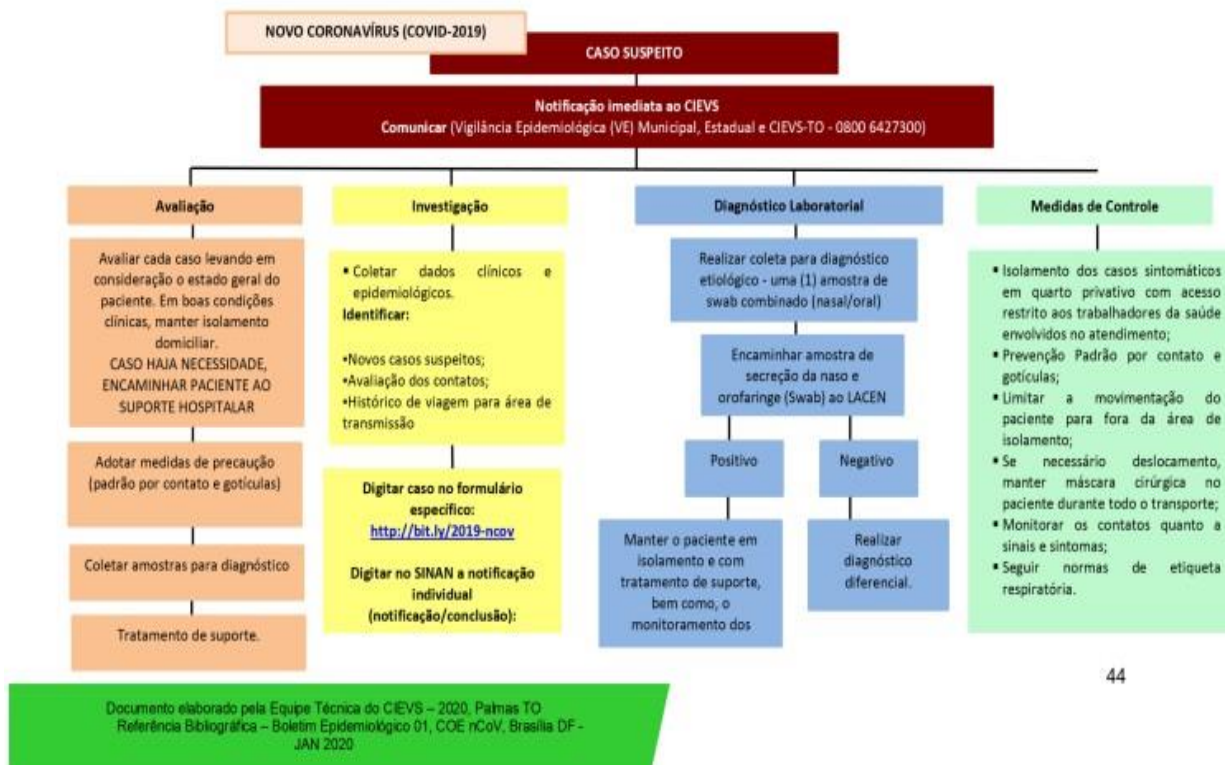 NOVO CORONAVÍRUS (COVID-2019)
CASO SUSPEITO
Notificação imediata ao CIEVS
Comunicar (Vigilância Epidemiológica (VE) Municipal, Estadual e CIEVS-TO - 0800 6427300)
Avaliação
Avaliar cada caso levando em
consideração o estado geral do
paciente. Em boas condições
clínicas, manter isolamento
domiciliar.
CASO HAJA NECESSIDADE,
ENCAMINHAR PACIENTE AO
SUPORTE HOSPITALAR
Adotar medidas de precaução
(padrão por contato e gotículas)
Coletar amostras para diagnóstico
Tratamento de suporte.
Investigação
▪ Coletar dados clínicos e
epidemiológicos.
Identificar:
•Novos casos suspeitos;
•Avaliação dos contatos;
•Histórico de viagem para área de
transmissão
Digitar caso no formulário
específico:
http://bit.ly/2019-ncov
Digitar no SINAN a notificação
individual
(notificação/conclusão):
Diagnóstico Laboratorial
Realizar coleta para diagnóstico
etiológico - uma (1) amostra de
swab combinado (nasal/oral)
Encaminhar amostra de
secreção da naso e
orofaringe (Swab) ao LACEN
Positivo
Negativo
Manter o paciente em
isolamento e com
tratamento de suporte,
bem como, o
monitoramento dos
Realizar
diagnóstico
diferencial.
Medidas de Controle
▪ Isolamento dos casos sintomáticos
em quarto privativo com acesso
restrito aos trabalhadores da saúde
envolvidos no atendimento;
▪ Prevenção Padrão por contato e
gotículas;
▪ Limitar a movimentação do
paciente para fora da área de
isolamento;
▪ Se necessário deslocamento,
manter máscara cirúrgica no
paciente durante todo o transporte;
▪ Monitorar os contatos quanto a
sinais e sintomas;
▪ Seguir normas de etiqueta
respiratória.
44
Documento elaborado pela Equipe Técnica do CIEVS – 2020, Palmas TO
Referência Bibliográfica – Boletim Epidemiológico 01, COE nCoV, Brasília DF -
JAN 2020